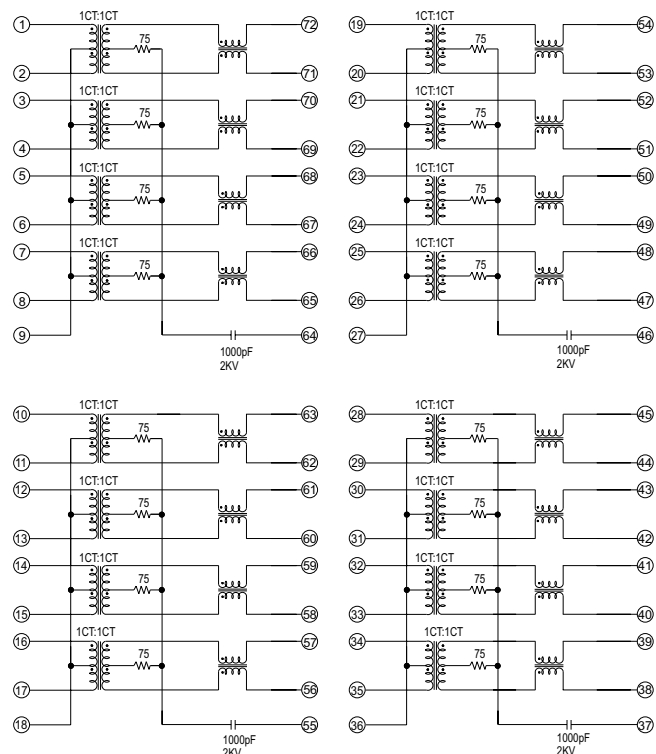 1CT:1CT 1CT:1CT
1 75 72 19 75 54
2 71 20 53
1CT:1CT 1CT:1CT
3 75 70 21 75 52
4 69 22 51
1CT:1CT 1CT:1CT
5 75 68 23 75 50
6 67 24 49
1CT:1CT 1CT:1CT
7 75 66 25 75 48
8 65 26 47
9 64 27 46
1000pF 1000pF
2KV 2KV
1CT:1CT 1CT:1CT
10 75 63 28 75 45
11 62 29 44
1CT:1CT 1CT:1CT
12 75 61 30 75 43
13 60 31 42
1CT:1CT 1CT:1CT
14 75 59 32 75 41
15 58 33 40
1CT:1CT 1CT:1CT
16 75 57 34 75 39
17 56 35 38
18 55 36 37
1000pF 1000pF
2KV 2KV